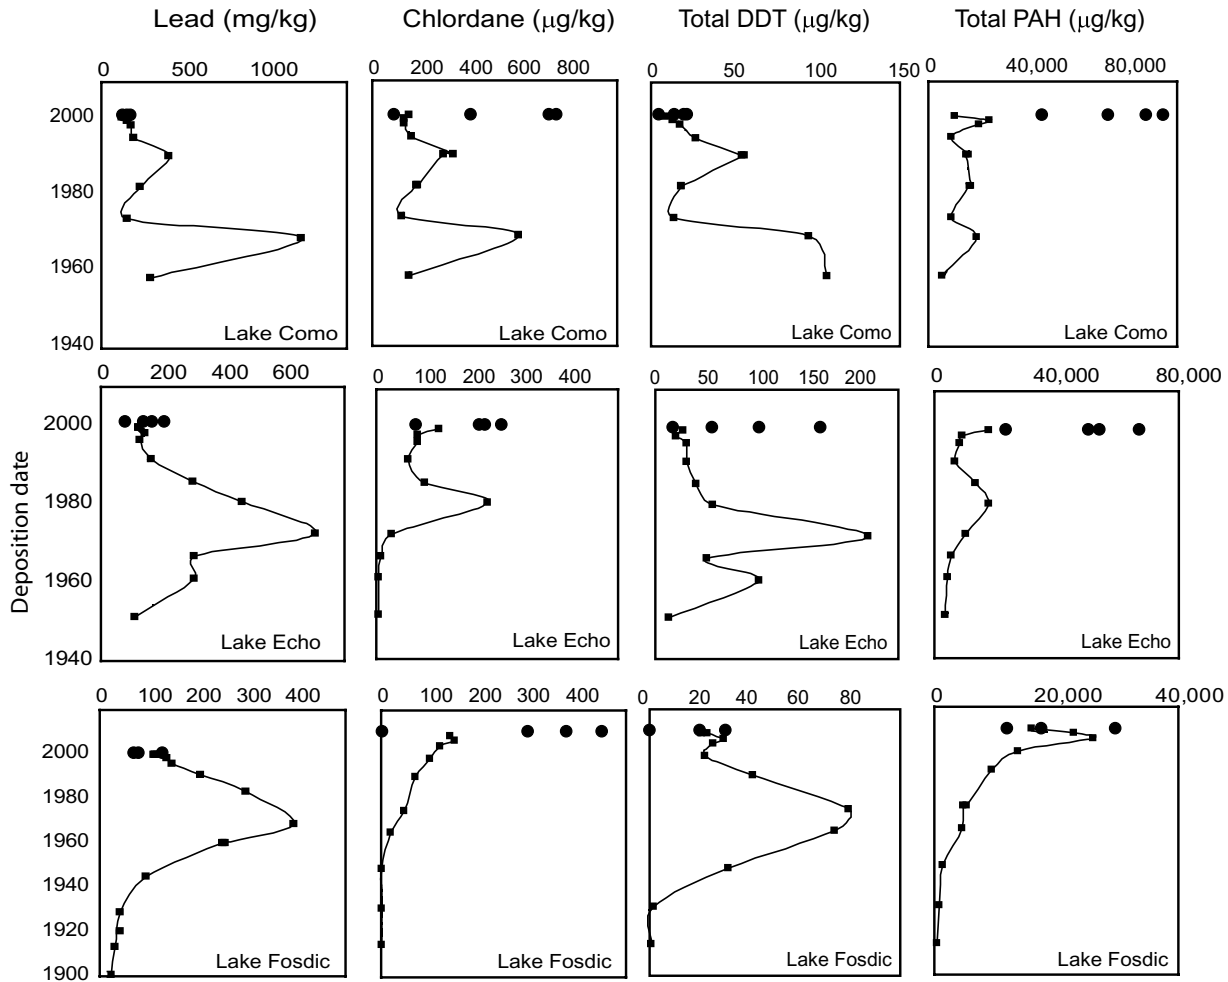 Lead (mg/kg) Chlordane (µg/kg) Total DDT (µg/kg) Total PAH (µg/kg)
0 500 1000 0 200 400 600 800 0 50 100 150 0 40,000 80,000
2000
1980
1960
1940
Lake Como Lake Como Lake Como Lake Como
0 200 400 600 0 100 200 300 400 500 0 50 100 150 200 0 40,000 80,000
2000
1980
1960
1940
Deposition date
Lake Echo Lake Echo Lake Echo Lake Echo
0 100 200 300 400 0 100 200 300 400 500 0 20 40 60 80 0 20,000 40,000
2000
1980
1960
1940
1920
1900
Lake Fosdic Lake Fosdic Lake Fosdic Lake Fosdic